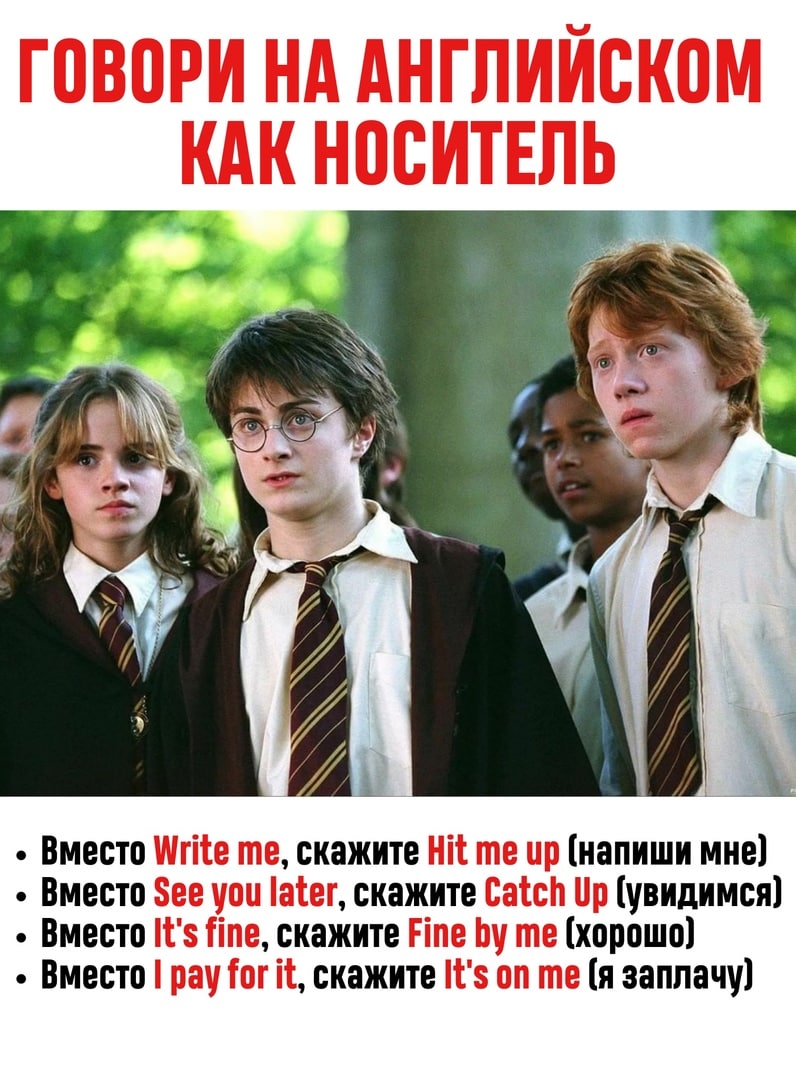 ГОВОРИ НА АНГЛИЙСКОМ
КАК НОСИТЕЛЬ
• Вместо Write me, скажите Hit me up (напиши мне)
• Вместо See you later, скажите Catch Up (увидимся)
• Вместо It's fine, скажите Fine by me (хорошо)
• Вместо I pay for it, скажите It's on me (я заплачу)